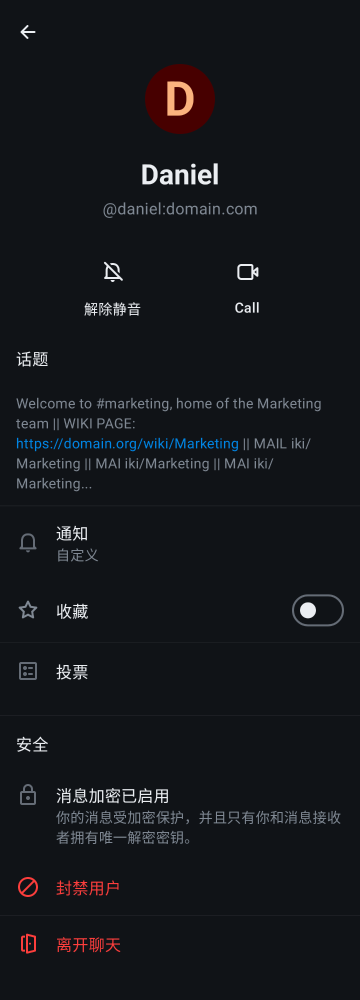 D
Daniel
@daniel:domain.com
解除静音
Call
话题
Welcome to #marketing, home of the Marketing
team || WIKI PAGE:
https://domain.org/wiki/Marketing || MAIL iki/
Marketing || MAI iki/Marketing || MAI iki/
Marketing...
通知
自定义
收藏
投票
安全
消息加密已启用
你的消息受加密保护，并且只有你和消息接收
者拥有唯一解密密钥。
封禁用户
离开聊天